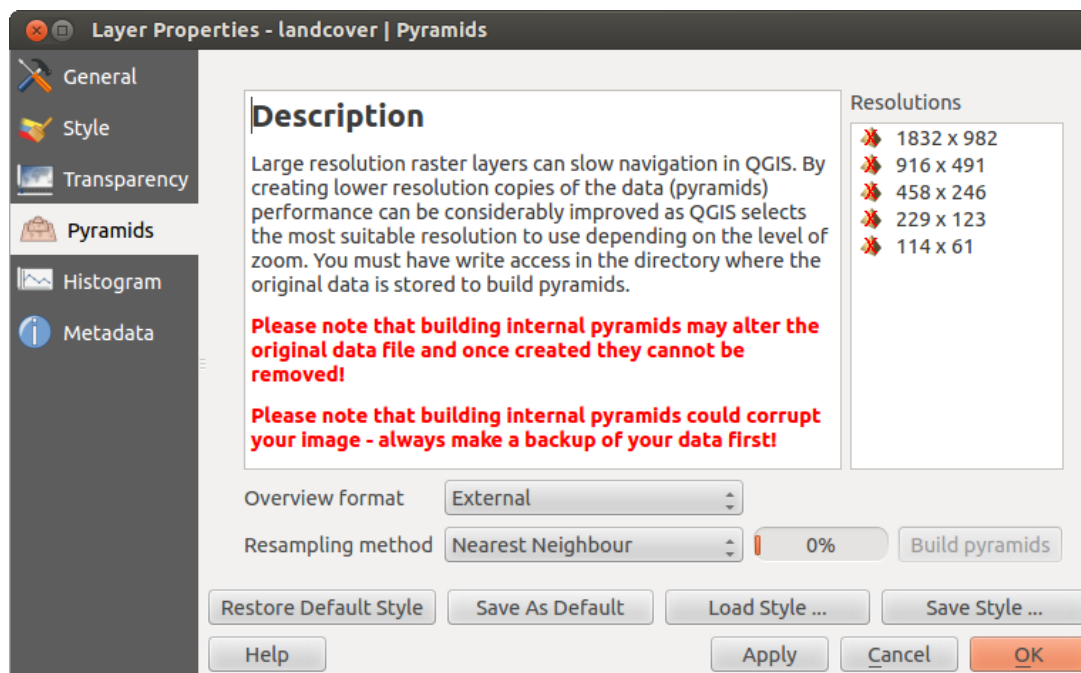 Layer Properties - landcover | Pyramids
General
Style
Transparency
Pyramids
Histogram
Metadata
Description
Large resolution raster layers can slow navigation in QGIS. By
creating lower resolution copies of the data (pyramids)
performance can be considerably improved as QGIS selects
the most suitable resolution to use depending on the level of
zoom. You must have write access in the directory where the
original data is stored to build pyramids.
Please note that building internal pyramids may alter the
original data file and once created they cannot be
removed!
Please note that building internal pyramids could corrupt
your image - always make a backup of your data first!
Resolutions
1832 x 982
916 x 491
458 x 246
229 x 123
114 x 61
Overview format External
Resampling method Nearest Neighbour 0% Build pyramids
Restore Default Style Save As Default Load Style ... Save Style ...
Help Apply Cancel OK